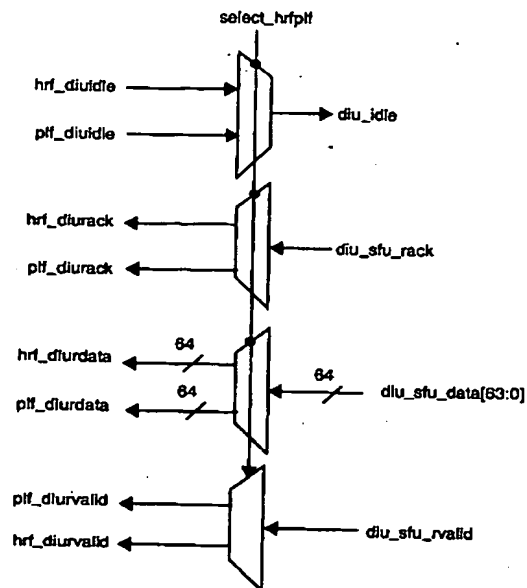 select_hrfplf
hrf_diuidle
plf_diuidle
diu_idle
hrf_diurack
plf_diurack
diu_sfu_rack
hrf_diurdata
64
plf_diurdata
64
64
diu_sfu_data[63:0]
plf_diurvalid
hrf_diurvalid
diu_sfu_rvalid